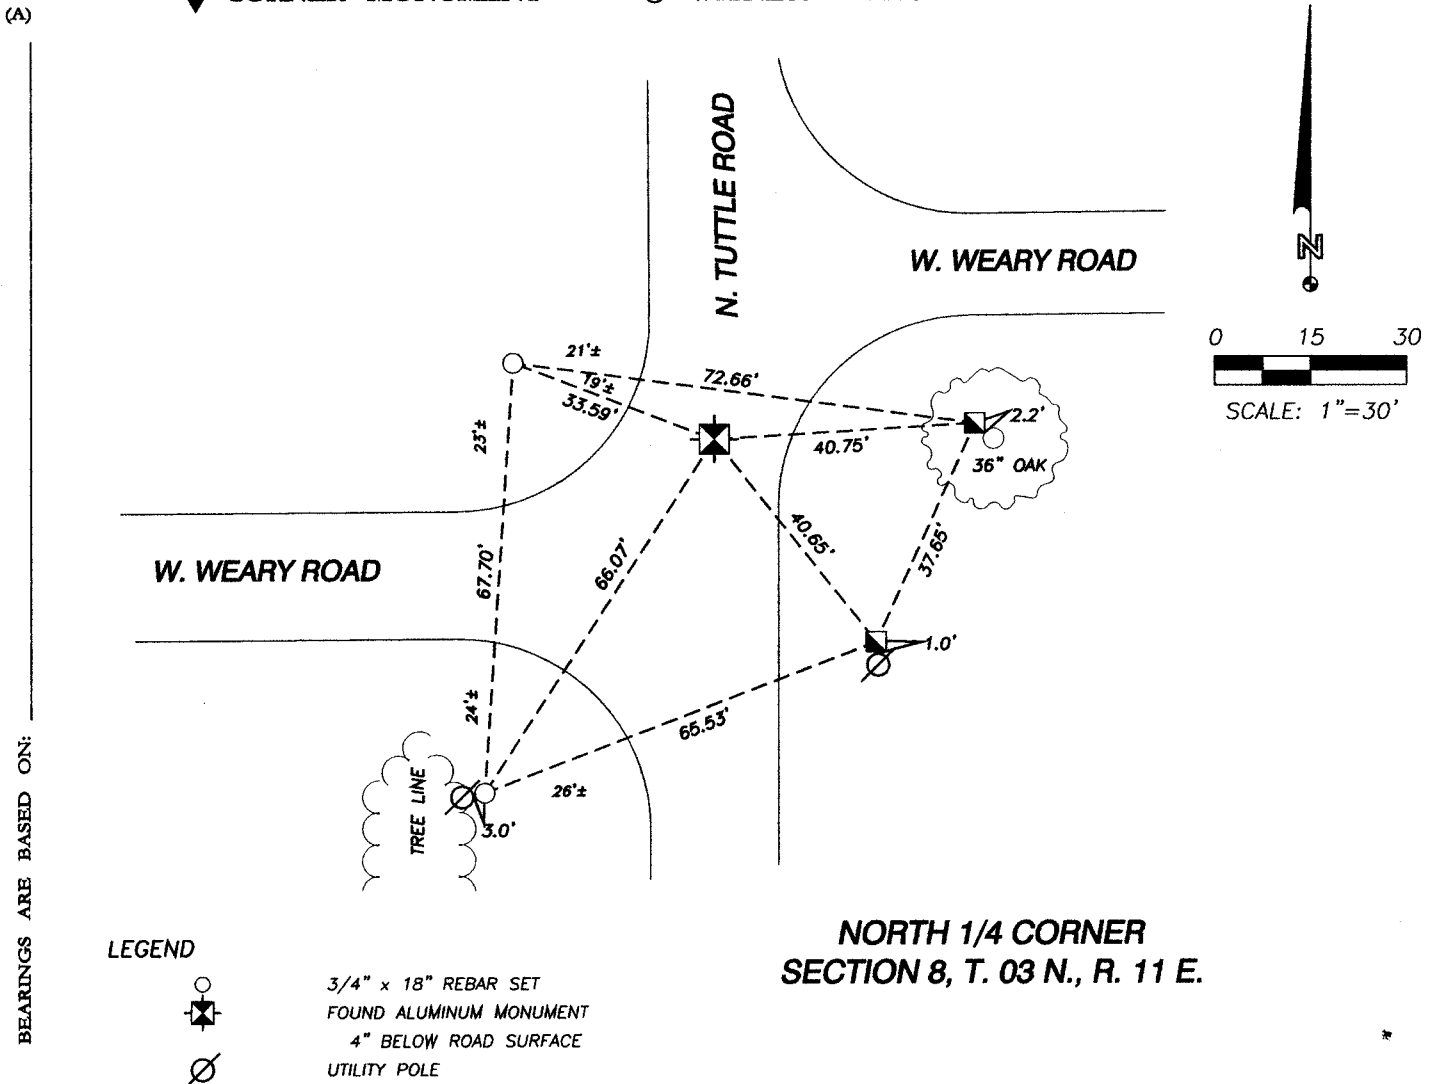 (A)
CORNER MONUMENT
N. TUTTLE ROAD
W. WEARY ROAD
N
0 15 30
SCALE: 1"=30'
21'±
19'±
33.59'
72.66'
40.75'
2.2'
36" OAK
23'±
67.70'
66.07'
40.65'
37.65'
W. WEARY ROAD
1.0'
24'±
65.53'
26'±
3.0'
TREE LINE
BEARINGS ARE BASED ON:
NORTH 1/4 CORNER
SECTION 8, T. 03 N., R. 11 E.
LEGEND
3/4" x 18" REBAR SET
FOUND ALUMINUM MONUMENT
4" BELOW ROAD SURFACE
UTILITY POLE